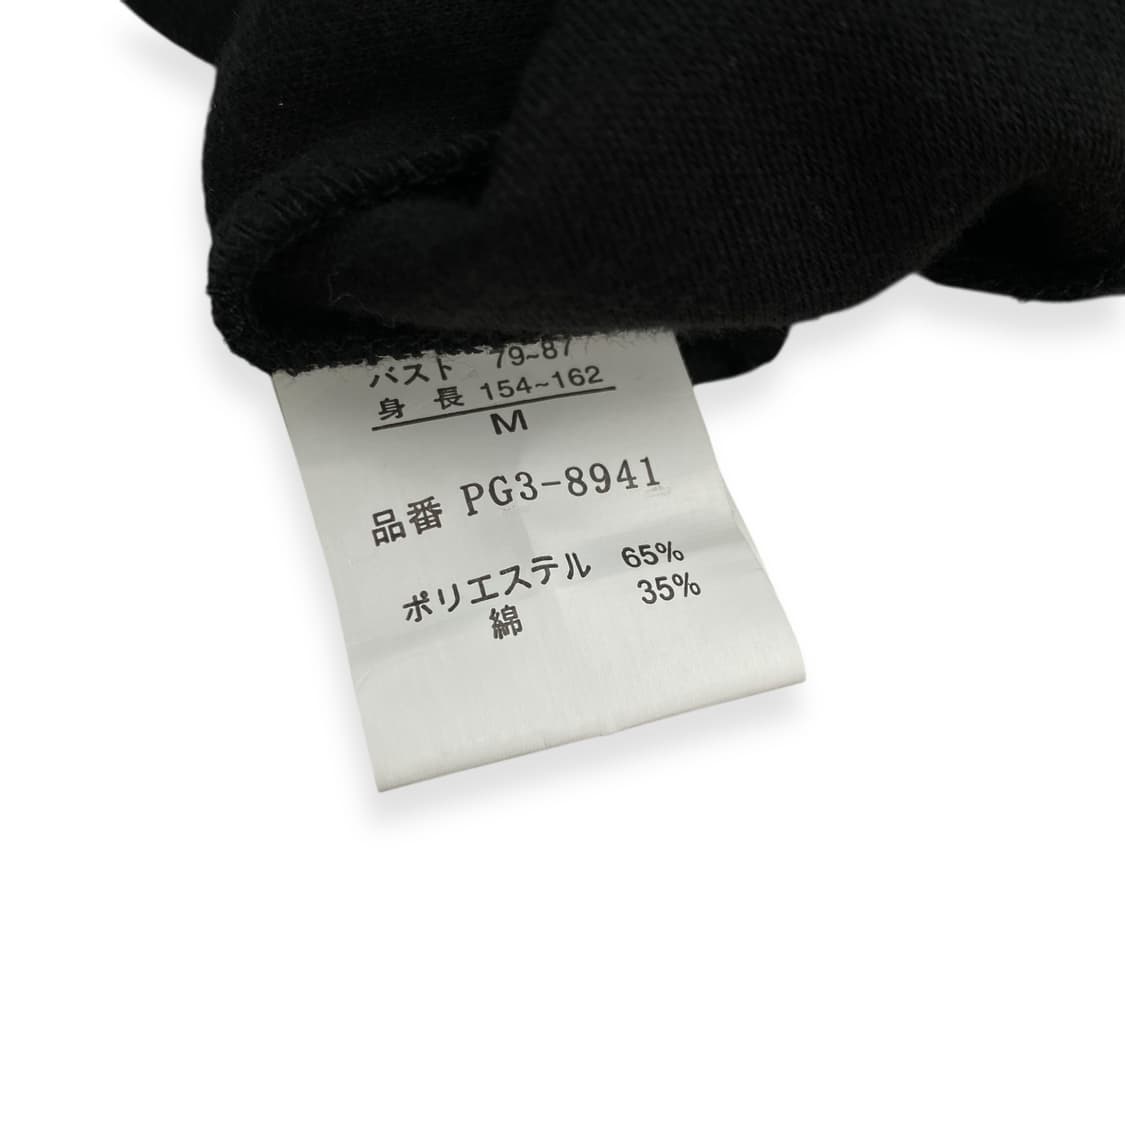 バスト 79~87
身長 154~162
M
品番 PG3-8941
ポリエステル 65%
綿 35%